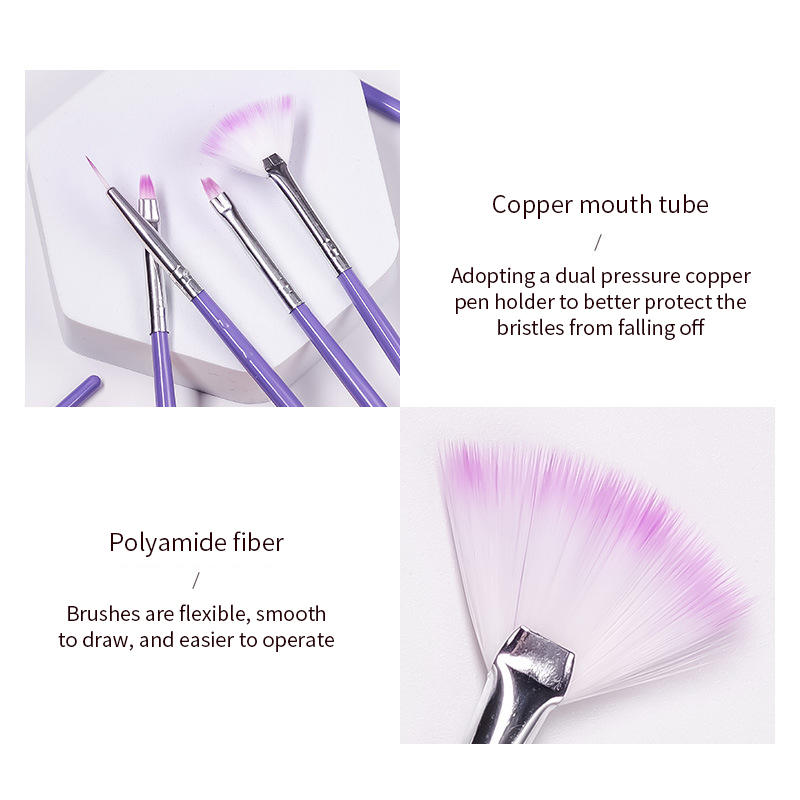 Copper mouth tube
/
Adopting a dual pressure copper
pen holder to better protect the
bristles from falling off
Polyamide fiber
/
Brushes are flexible, smooth
to draw, and easier to operate